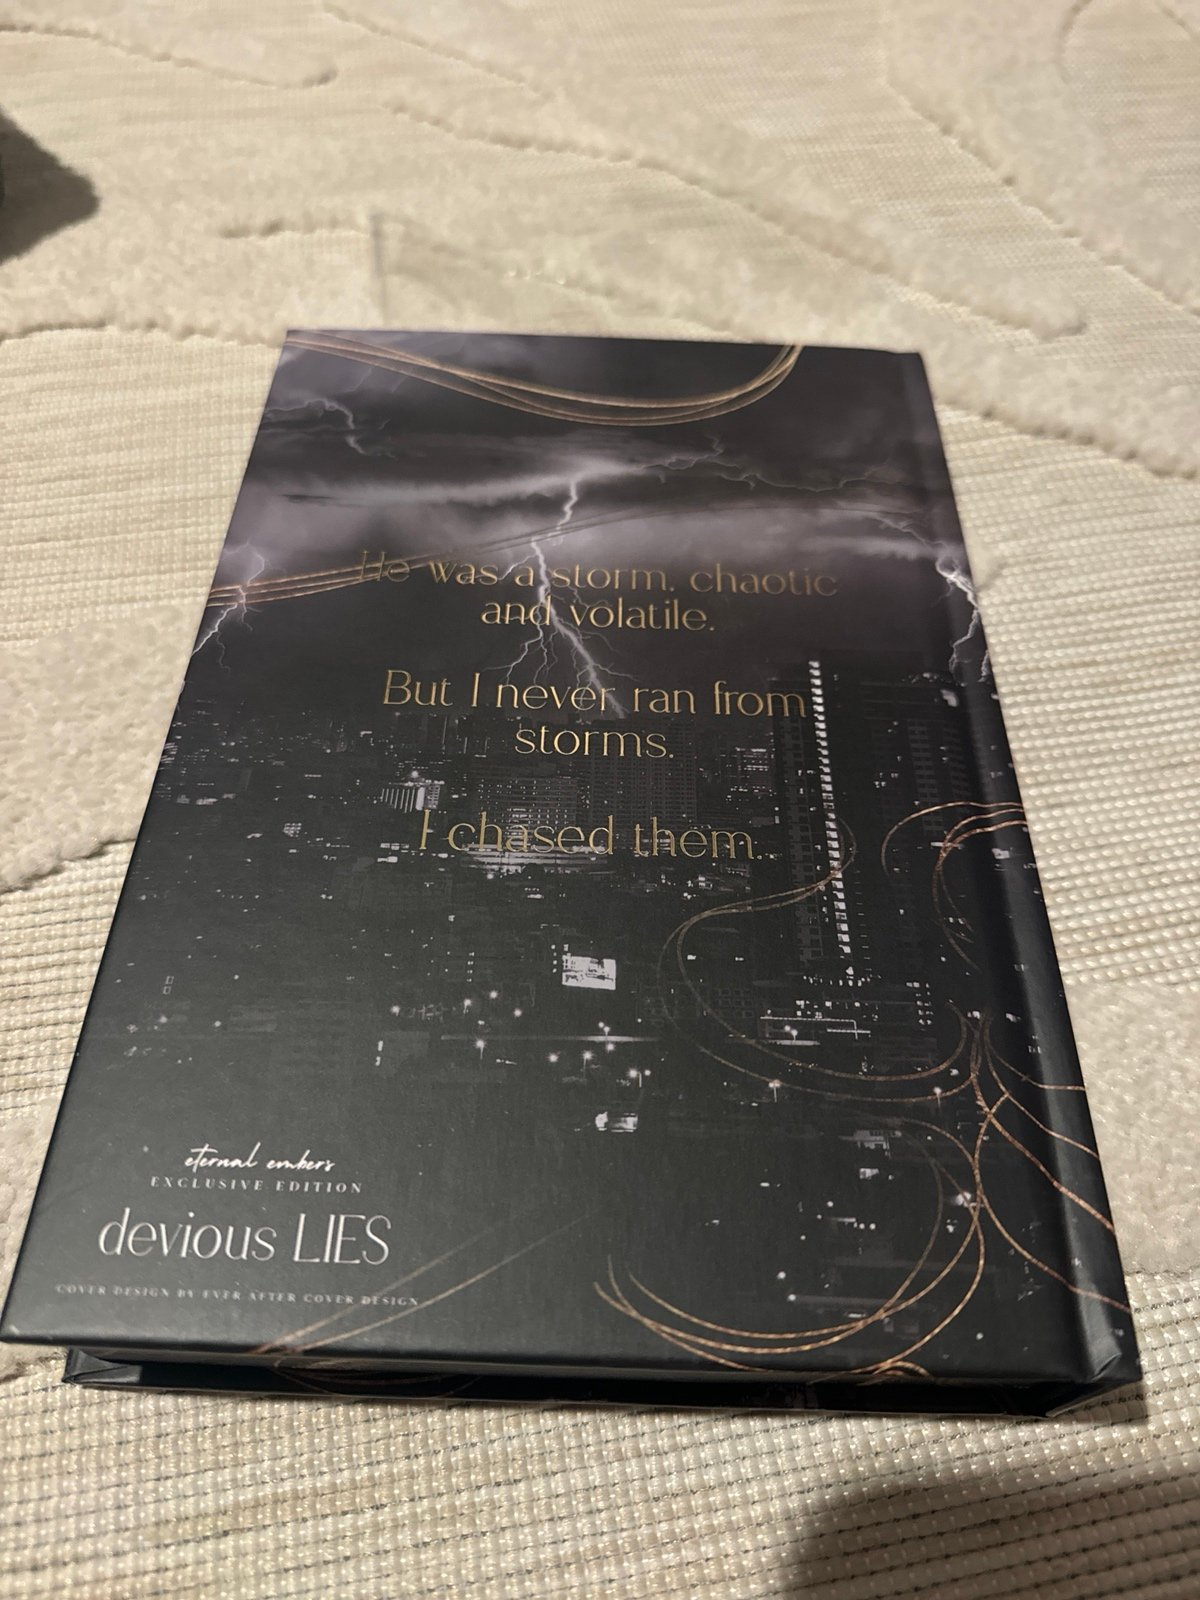 He was a storm, chaotic
and volatile.
But I never ran from
storms.
I chased them.
eternal embers
EXCLUSIVE EDITION
devious LIES
COVER DESIGN BY EVER AFTER COVER DESIGN